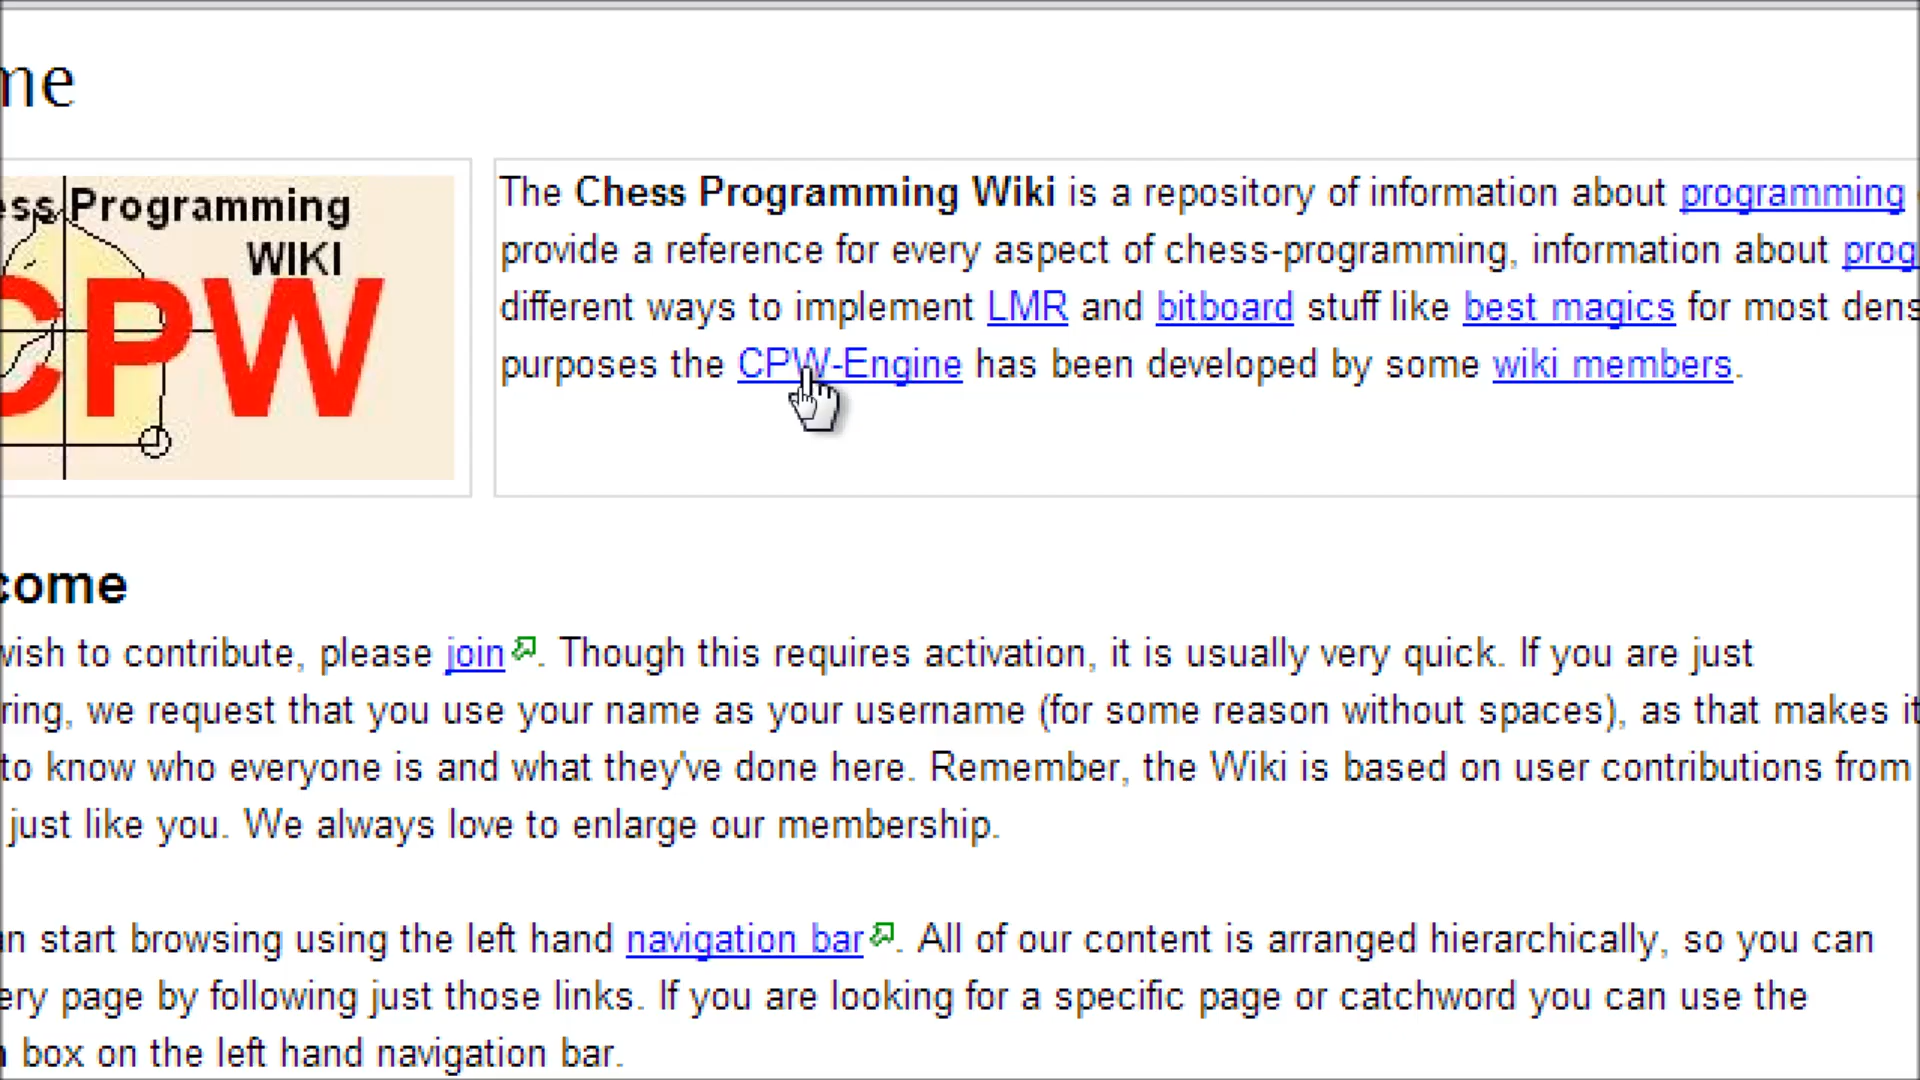 me
ess Programming
WIKI
CPW
The Chess Programming Wiki is a repository of information about programming
provide a reference for every aspect of chess-programming, information about prog
different ways to implement LMR and bitboard stuff like best magics for most dens
purposes the CPW-Engine has been developed by some wiki members.
come
wish to contribute, please join. Though this requires activation, it is usually very quick. If you are just
ring, we request that you use your name as your username (for some reason without spaces), as that makes it
to know who everyone is and what they've done here. Remember, the Wiki is based on user contributions from
just like you. We always love to enlarge our membership.
an start browsing using the left hand navigation bar. All of our content is arranged hierarchically, so you can
ery page by following just those links. If you are looking for a specific page or catchword you can use the
h box on the left hand navigation bar.